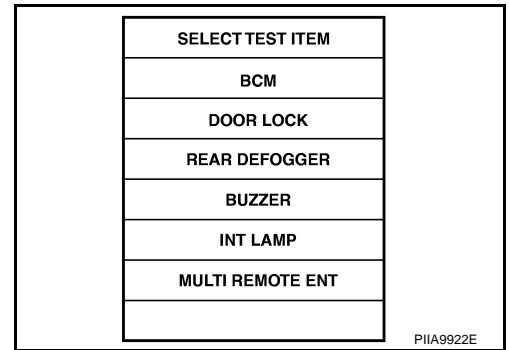 SELECT TEST ITEM
BCM
DOOR LOCK
REAR DEFOGGER
BUZZER
INT LAMP
MULTI REMOTE ENT
PIIA9922E